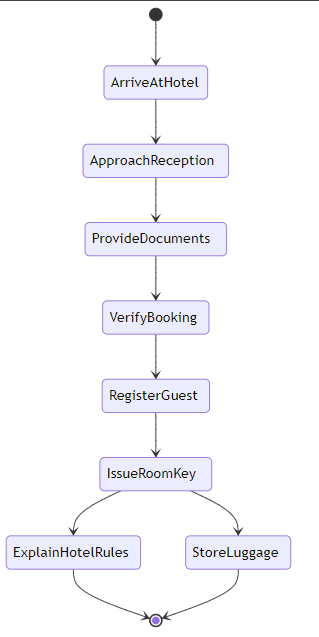 ArriveAtHotel
ApproachReception
ProvideDocuments
VerifyBooking
RegisterGuest
IssueRoomKey
ExplainHotelRules
StoreLuggage